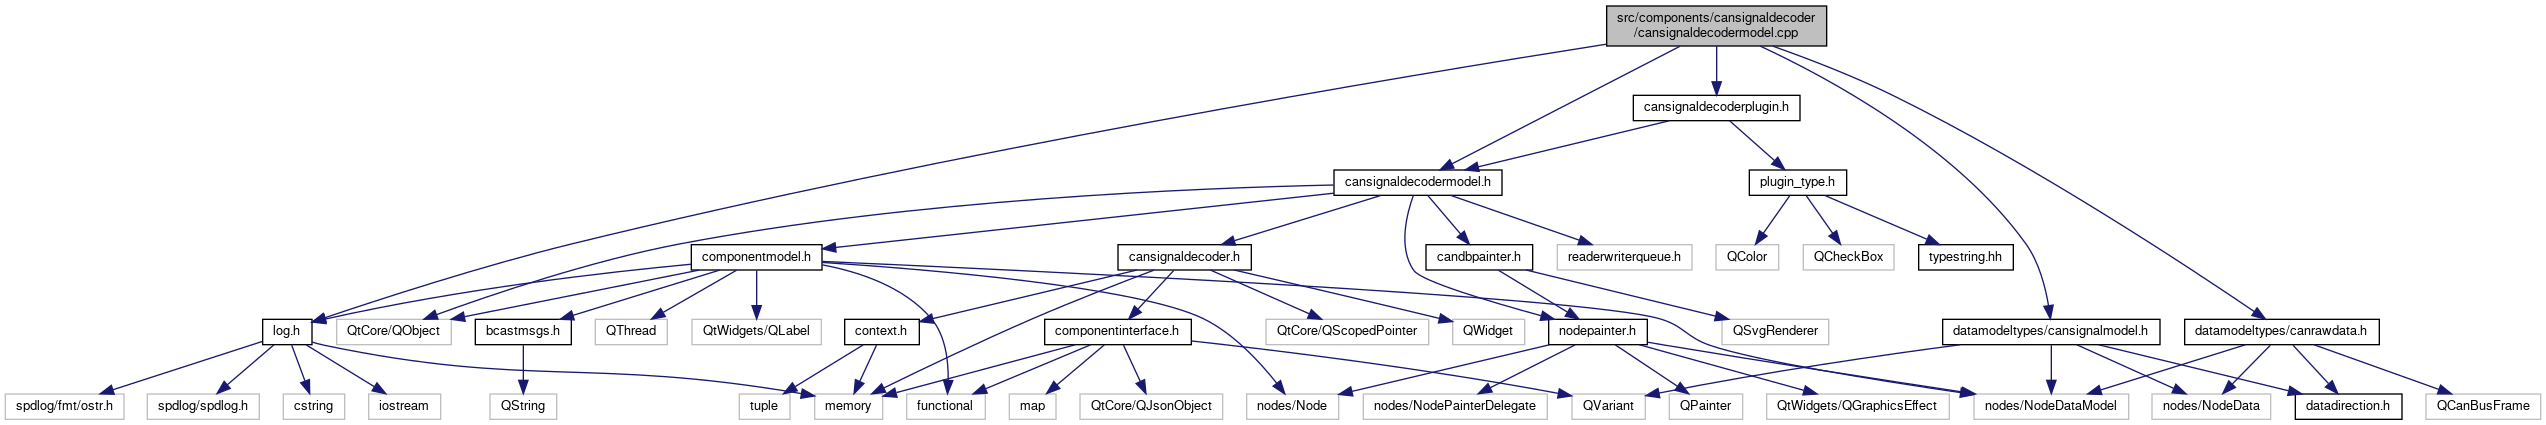 src/components/cansignaldecoder
/cansignaldecodermodel.cpp
cansignaldecoderplugin.h
cansignaldecodermodel.h
plugin_type.h
componentmodel.h
cansignaldecoder.h
candbpainter.h
readerwriterqueue.h
QColor
QCheckBox
typestring.hh
log.h
QtCore/QObject
bcastmsgs.h
QThread
QtWidgets/QLabel
context.h
componentinterface.h
QtCore/QScopedPointer
QWidget
nodepainter.h
QSvgRenderer
datamodeltypes/cansignalmodel.h
datamodeltypes/canrawdata.h
spdlog/fmt/ostr.h
spdlog/spdlog.h
cstring
iostream
QString
tuple
memory
functional
map
QtCore/QJsonObject
nodes/Node
nodes/NodePainterDelegate
QVariant
QPainter
QtWidgets/QGraphicsEffect
nodes/NodeDataModel
nodes/NodeData
datadirection.h
QCanBusFrame